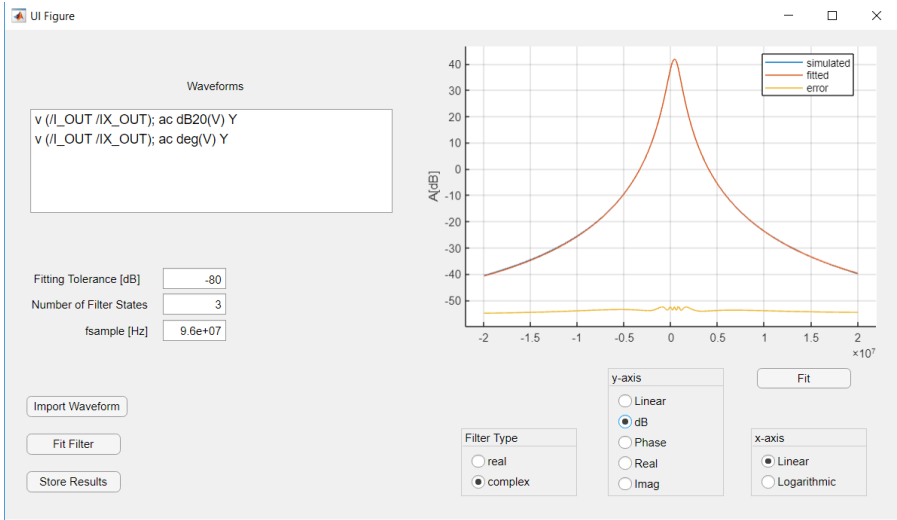 UI Figure
Waveforms
v (/I_OUT /IX_OUT); ac dB20(V) Y
v (/I_OUT /IX_OUT); ac deg(V) Y
Fitting Tolerance [dB]
-80
Number of Filter States
3
fsample [Hz]
9.6e+07
Import Waveform
Fit Filter
Store Results
A[dB]
40
30
20
10
0
-10
-20
-30
-40
-50
-2 -1.5 -1 -0.5 0 0.5 1 1.5 2
×10⁷
simulated
fitted
error
Filter Type
real
complex
y-axis
Linear
dB
Phase
Real
Imag
Fit
x-axis
Linear
Logarithmic